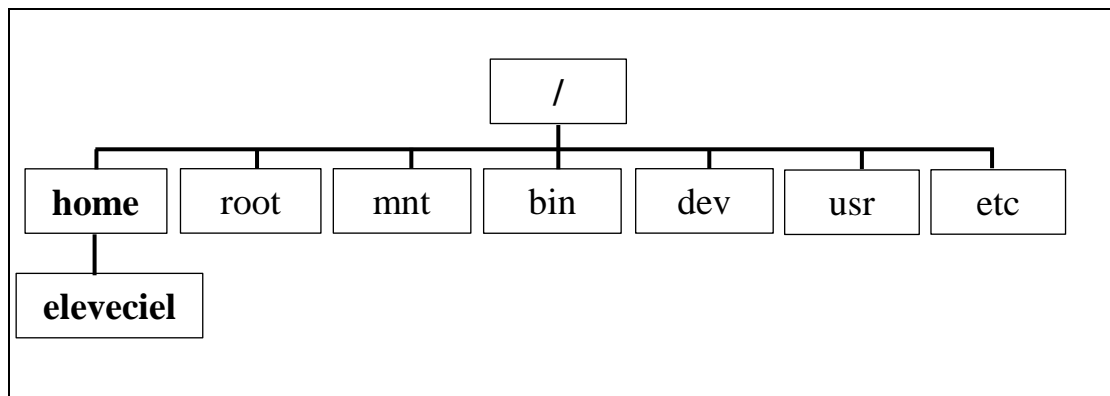 /
home root mnt bin dev usr etc
eleveciel